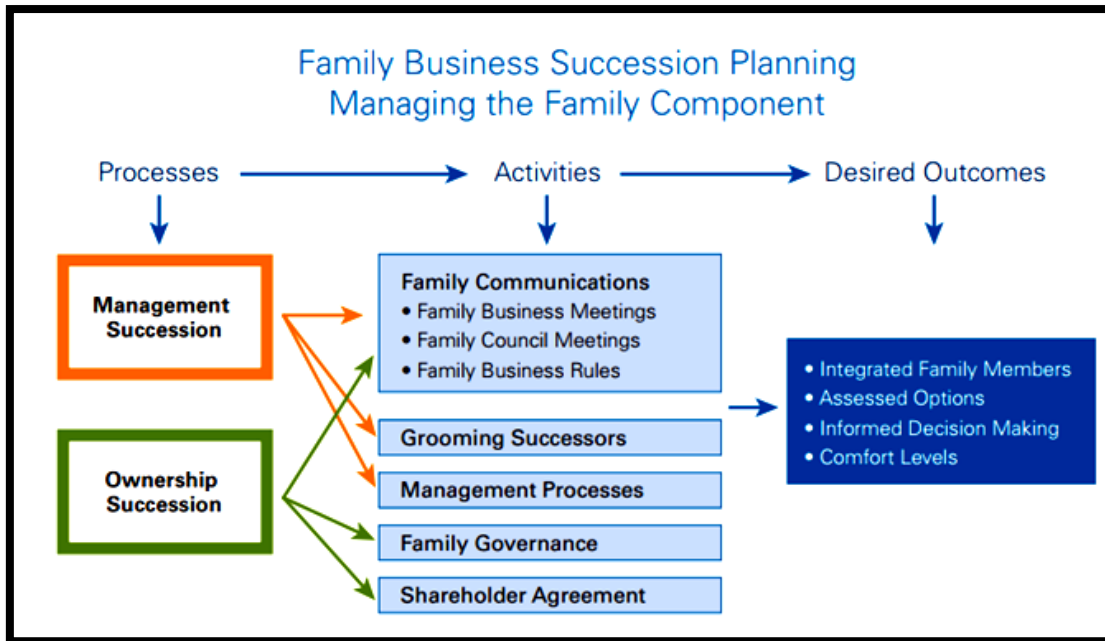 Family Business Succession Planning
Managing the Family Component
Processes
Activities
Desired Outcomes
Management
Succession
Ownership
Succession
Family Communications
• Family Business Meetings
• Family Council Meetings
• Family Business Rules
Grooming Successors
Management Processes
Family Governance
Shareholder Agreement
• Integrated Family Members
• Assessed Options
• Informed Decision Making
• Comfort Levels